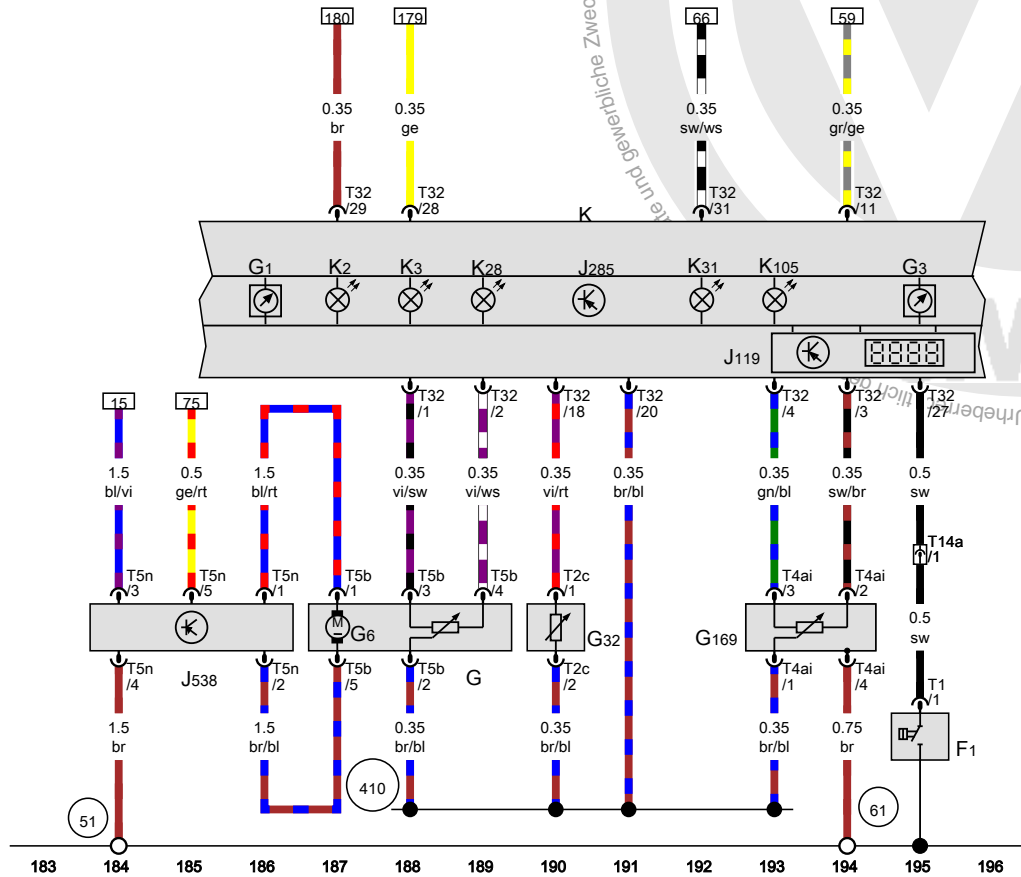 180 179 66 59
rliche Zwecke
ate und gewerbliche
0.35 0.35 0.35 0.35
br ge sw/ws gr/ge
T32 T32 T32 T32
/29 /28 /31 /11
K
G1 K2 K3 K28 J285 K31 K105 G3
J119
8888
T32 T32 T32 T32 T32 T32 T32
/1 /2 /18 /20 /4 /3 /27
Urheberrechtlich ge
15 75
1.5 0.5 1.5 0.35 0.35 0.35 0.35 0.35 0.35 0.5
bl/vi ge/rt bl/rt vi/sw vi/ws vi/rt br/bl gn/bl sw/br sw
T14a
/1
T5n T5n T5n T5b T5b T5b T2c T4ai T4ai
/3 /5 /1 /1 /3 /4 /1 /3 /2
0.5
sw
M
G6 G32 G169
T5n T5n T5b T5b T2c T4ai T4ai
/4 /2 /5 /2 /2 /1 /4
J538 G
T1
/1
1.5 1.5 0.35 0.35 0.35 0.75
br br/bl br/bl br/bl br/bl br
F1
410
51 61
183 184 185 186 187 188 189 190 191 192 193 194 195 196